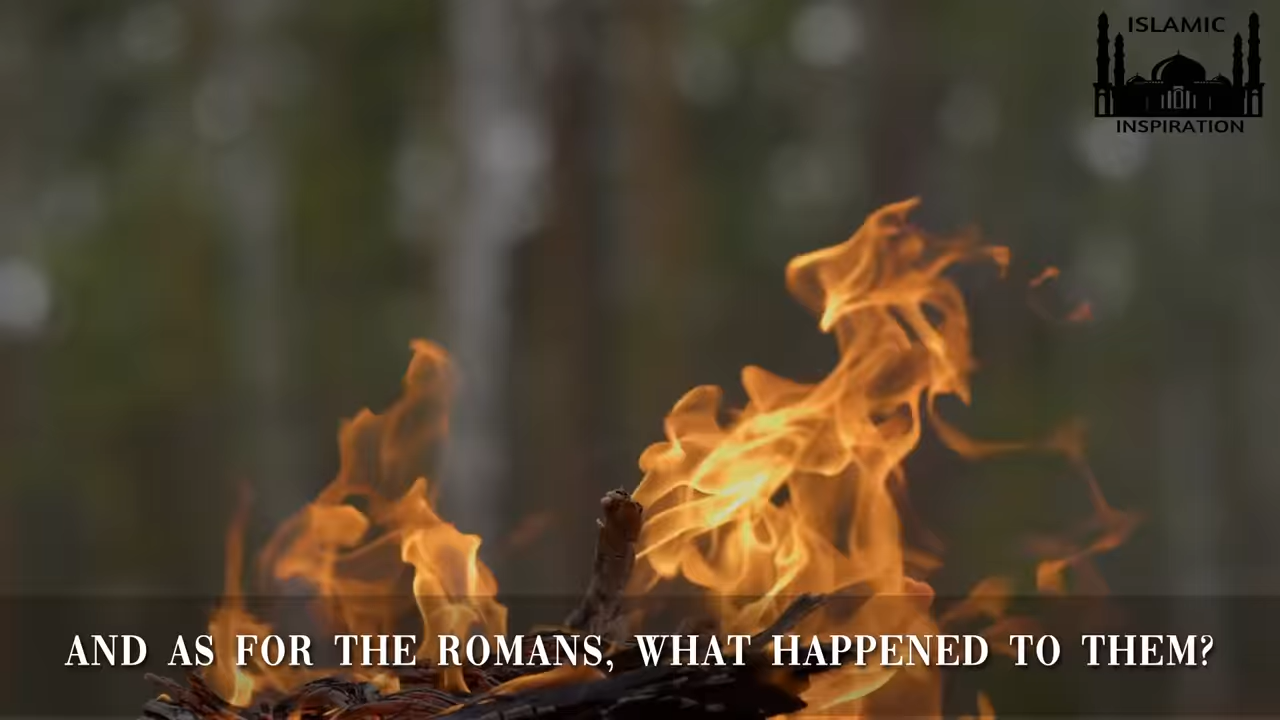 ISLAMIC
INSPIRATION
AND AS FOR THE ROMANS, WHAT HAPPENED TO THEM?